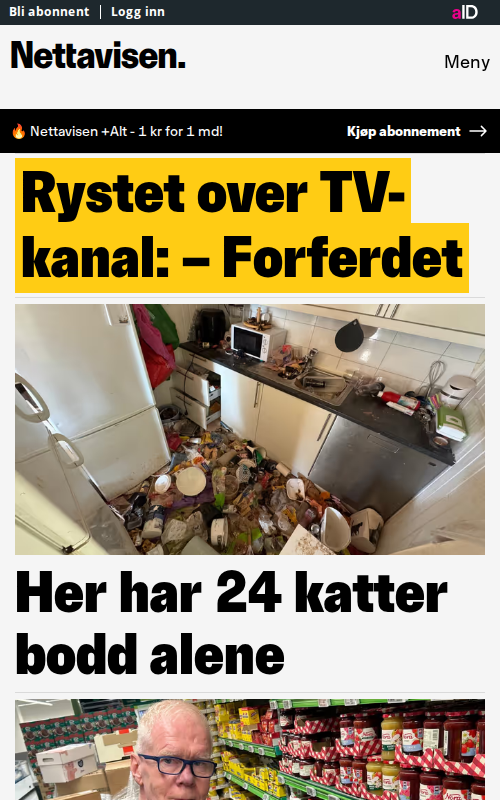 Bli abonnent | Logg inn
aID
Nettavisen.
Meny
🔥 Nettavisen +Alt - 1 kr for 1 md!
Kjøp abonnement →
Rystet over TV-
kanal: – Forferdet
Her har 24 katter
bodd alene